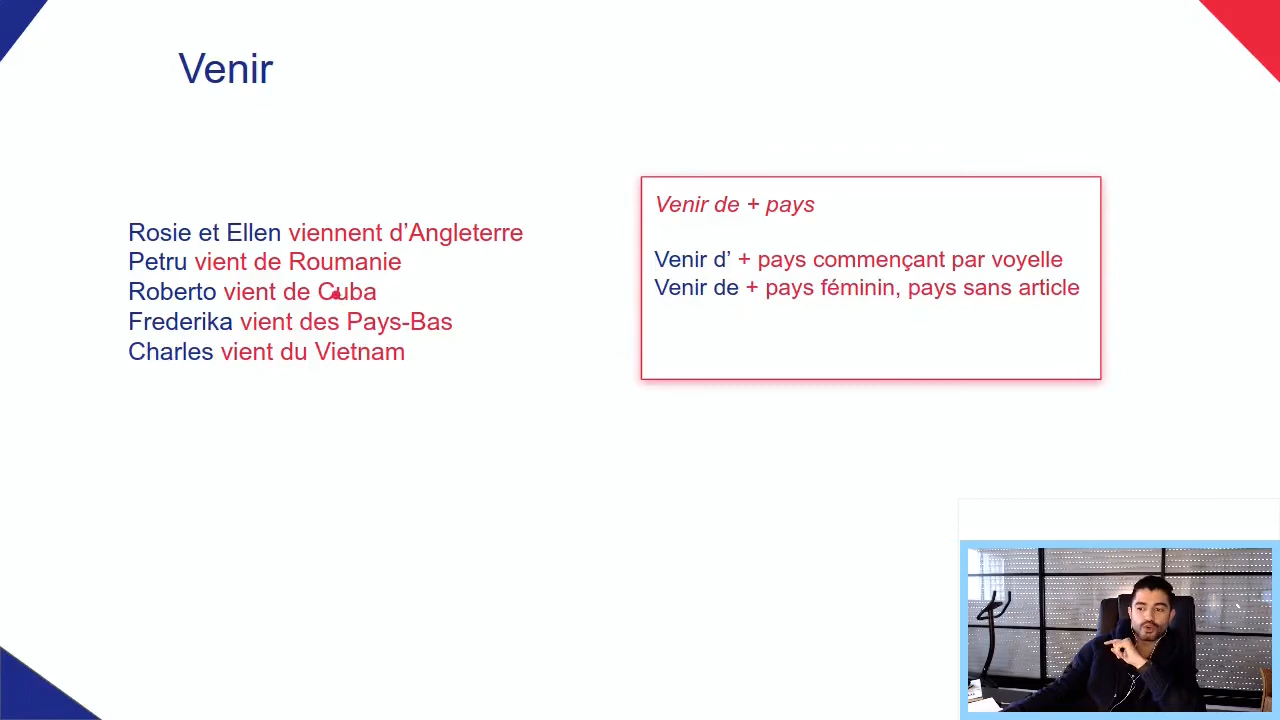 Venir
Rosie et Ellen viennent d’Angleterre
Petru vient de Roumanie
Roberto vient de Cuba
Frederika vient des Pays-Bas
Charles vient du Vietnam
Venir de + pays
Venir d’ + pays commençant par voyelle
Venir de + pays féminin, pays sans article